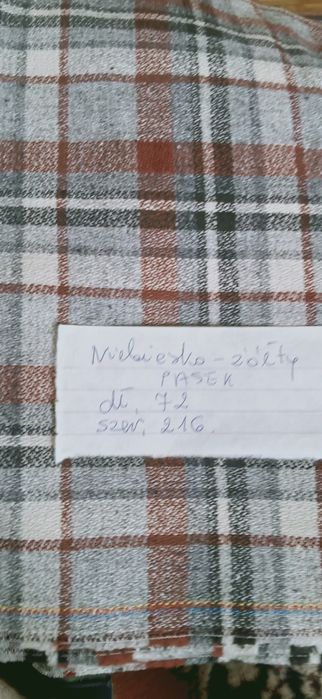 Niebiesko - żółty
PASEK
dł. 72
szer. 216.